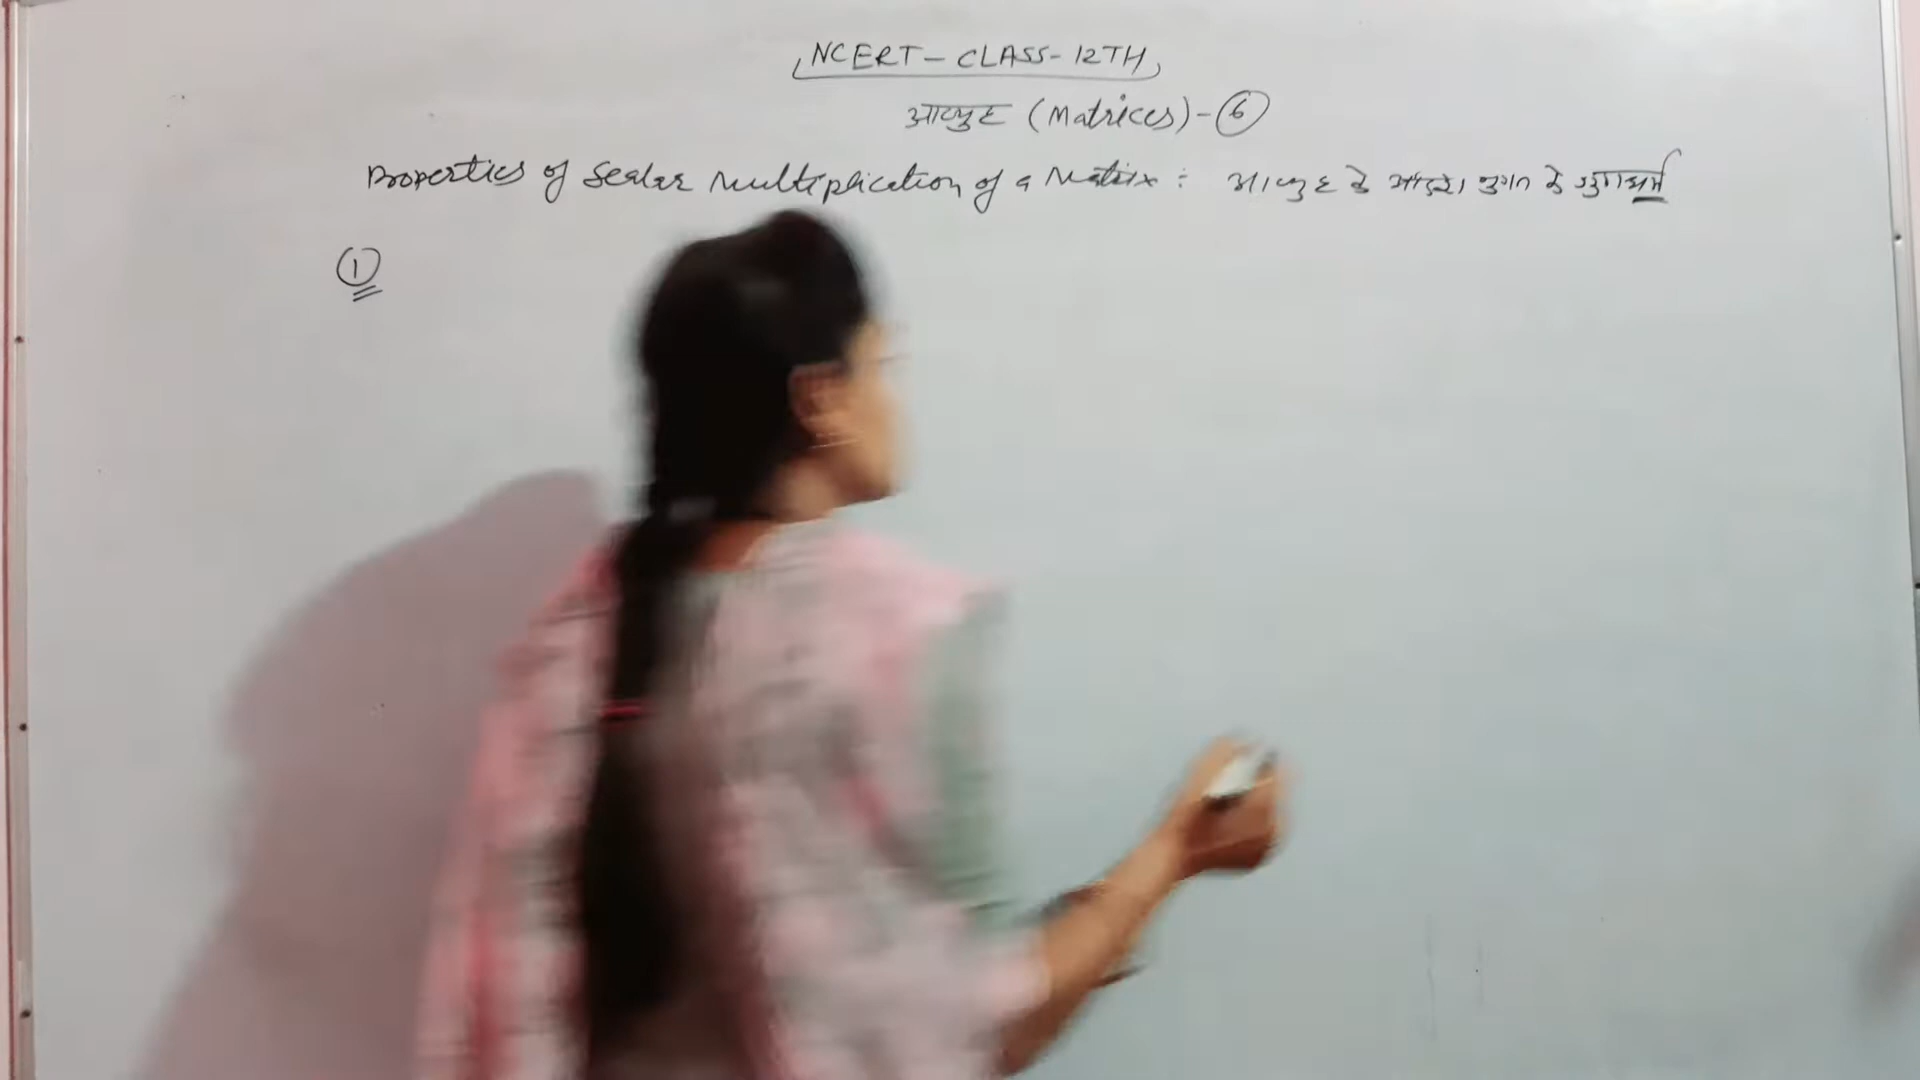 NCERT - CLASS - 12TH
आव्यूह (Matrices) - 6
Properties of Scalar Multiplication of a Matrix : आव्यूह के अदिश गुणन के गुणधर्म
1